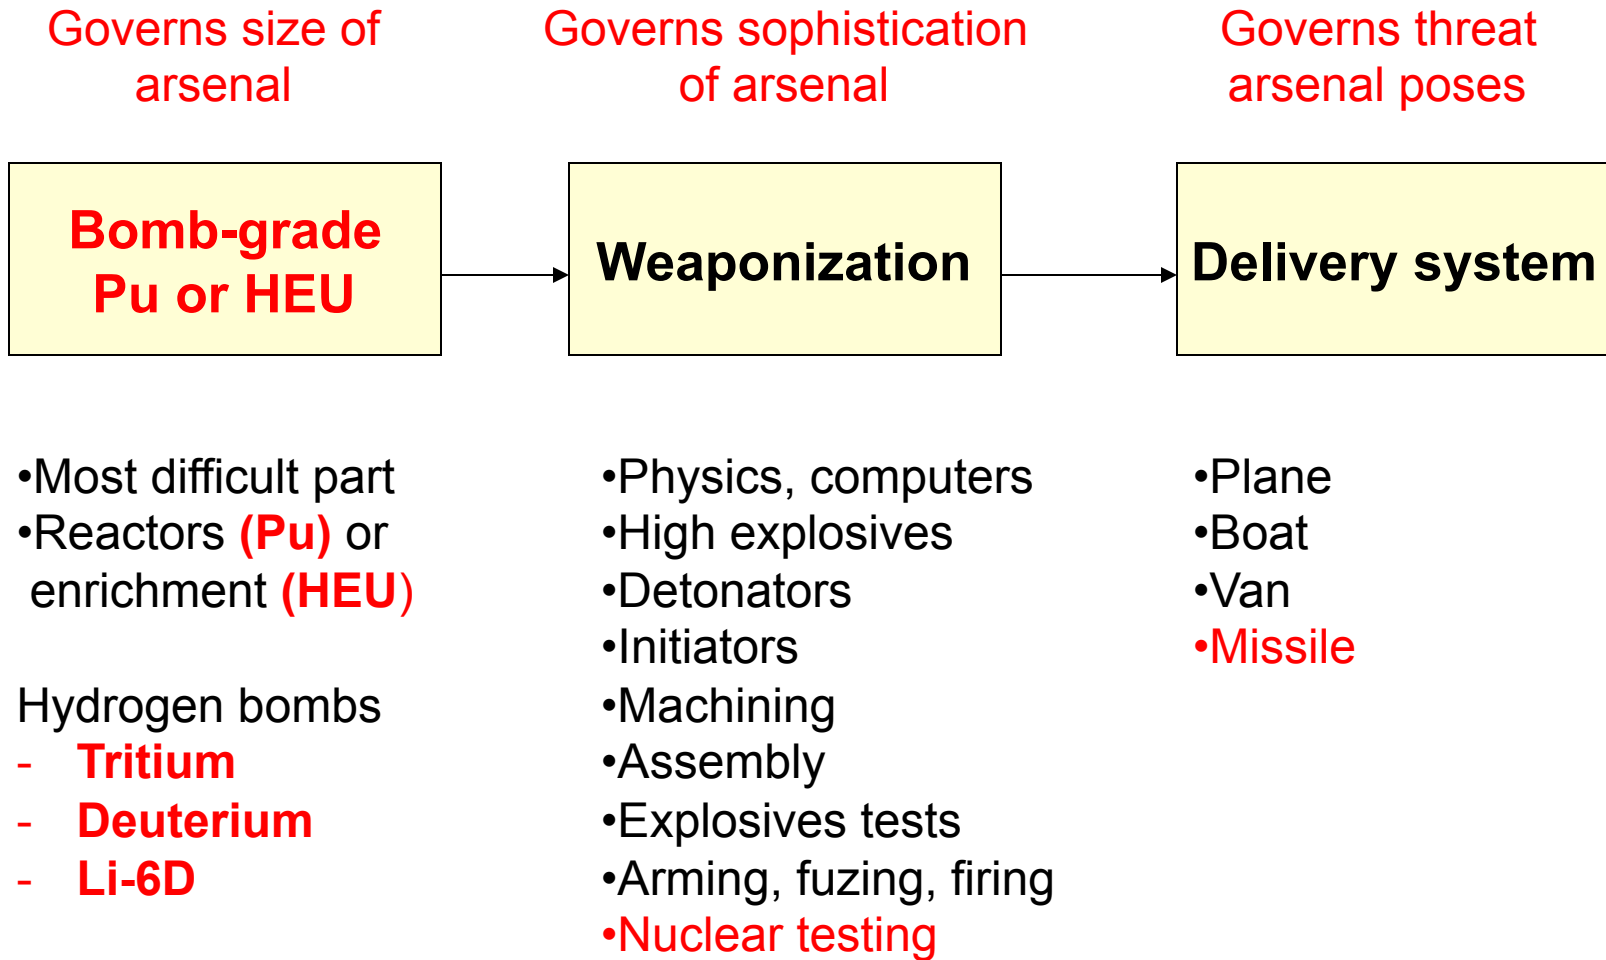 Governs size of
arsenal
Governs sophistication
of arsenal
Governs threat
arsenal poses
Bomb-grade
Pu or HEU
Weaponization
Delivery system
•Most difficult part
•Reactors (Pu) or
enrichment (HEU)
Hydrogen bombs
- Tritium
- Deuterium
- Li-6D
•Physics, computers
•High explosives
•Detonators
•Initiators
•Machining
•Assembly
•Explosives tests
•Arming, fuzing, firing
•Nuclear testing
•Plane
•Boat
•Van
•Missile